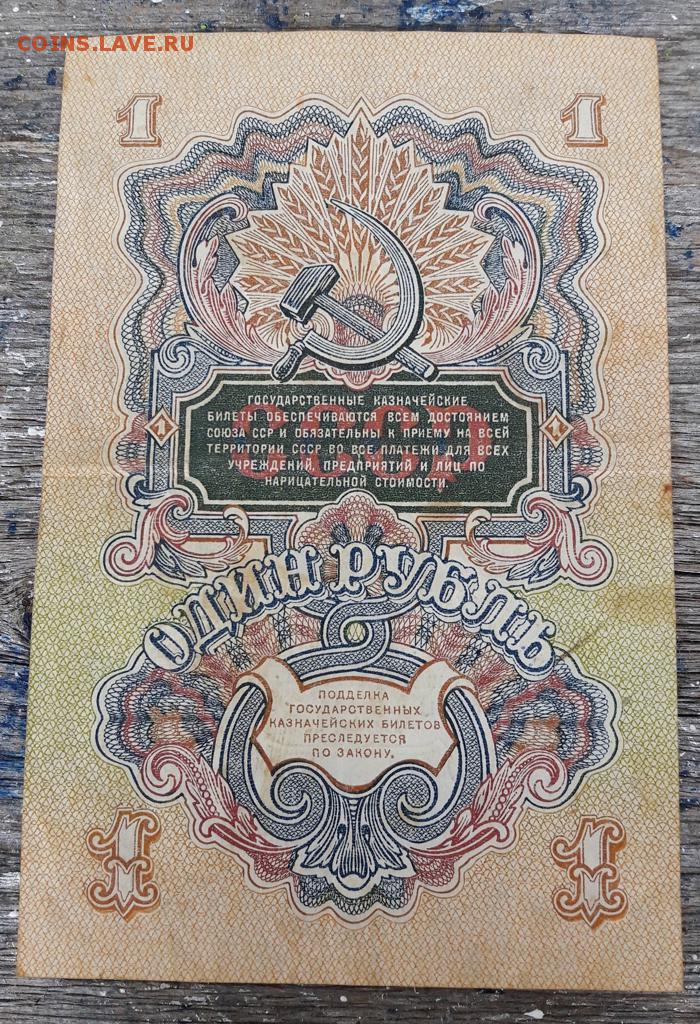 COINS.LAVE.RU
1 1
ГОСУДАРСТВЕННЫЕ КАЗНАЧЕЙСКИЕ
БИЛЕТЫ ОБЕСПЕЧИВАЮТСЯ ВСЕМ ДОСТОЯНИЕМ
СОЮЗА ССР И ОБЯЗАТЕЛЬНЫ К ПРИЕМУ НА ВСЕЙ
ТЕРРИТОРИИ СССР ВО ВСЕ ПЛАТЕЖИ ДЛЯ ВСЕХ
УЧРЕЖДЕНИЙ, ПРЕДПРИЯТИЙ И ЛИЦ ПО
НАРИЦАТЕЛЬНОЙ СТОИМОСТИ.
1 1
СССР
ОДИН РУБЛЬ
ПОДДЕЛКА
ГОСУДАРСТВЕННЫХ
КАЗНАЧЕЙСКИХ БИЛЕТОВ
ПРЕСЛЕДУЕТСЯ
ПО ЗАКОНУ.
1 1